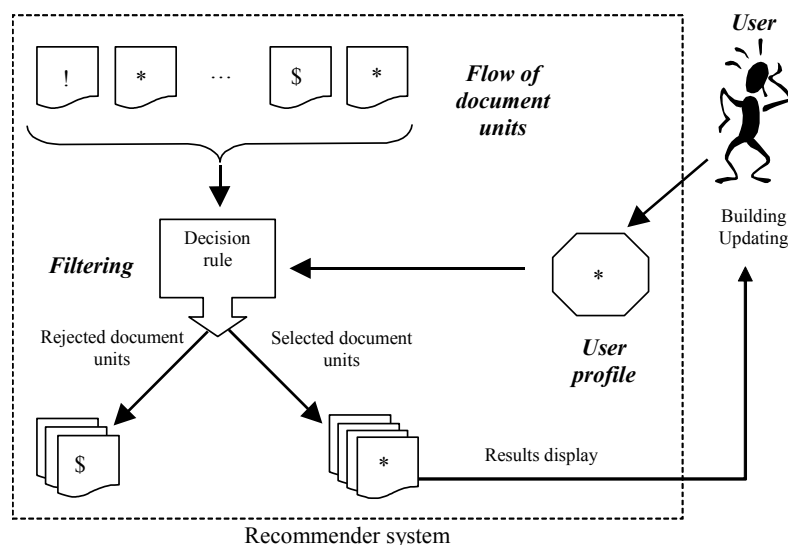 User
! * … $ *
Flow of
document
units
Building
Updating
Decision
rule
Filtering
*
Rejected document
units
Selected document
units
User
profile
$
*
Results display
Recommender system